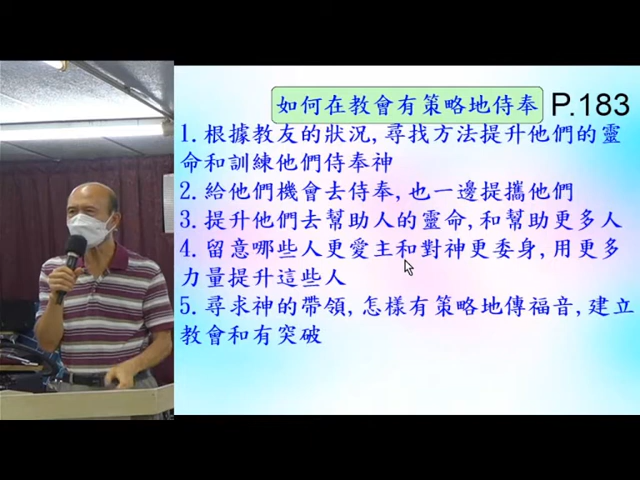 如何在教會有策略地侍奉
P.183
1.根據教友的狀況,尋找方法提升他們的靈
命和訓練他們侍奉神
2.給他們機會去侍奉,也一邊提攜他們
3.提升他們去幫助人的靈命,和幫助更多人
4.留意哪些人更愛主和對神更委身,用更多
力量提升這些人
5.尋求神的帶領,怎樣有策略地傳福音,建立
教會和有突破